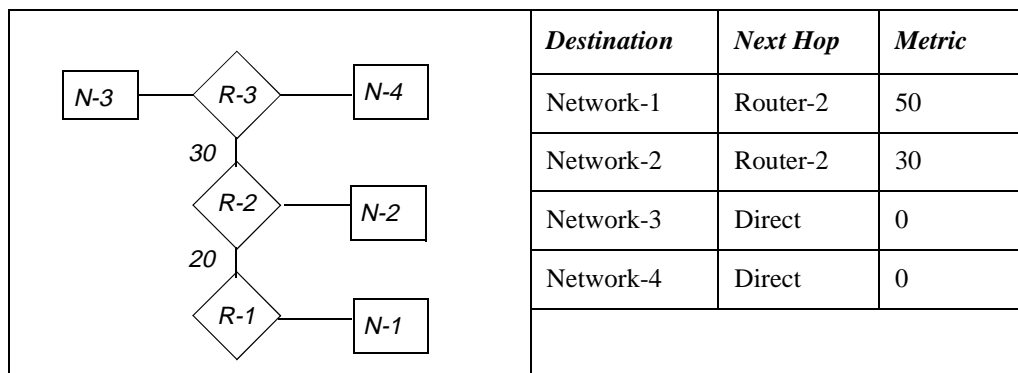 N-3
R-3
N-4
30
R-2
N-2
20
R-1
N-1
Destination Next Hop Metric
Network-1 Router-2 50
Network-2 Router-2 30
Network-3 Direct 0
Network-4 Direct 0